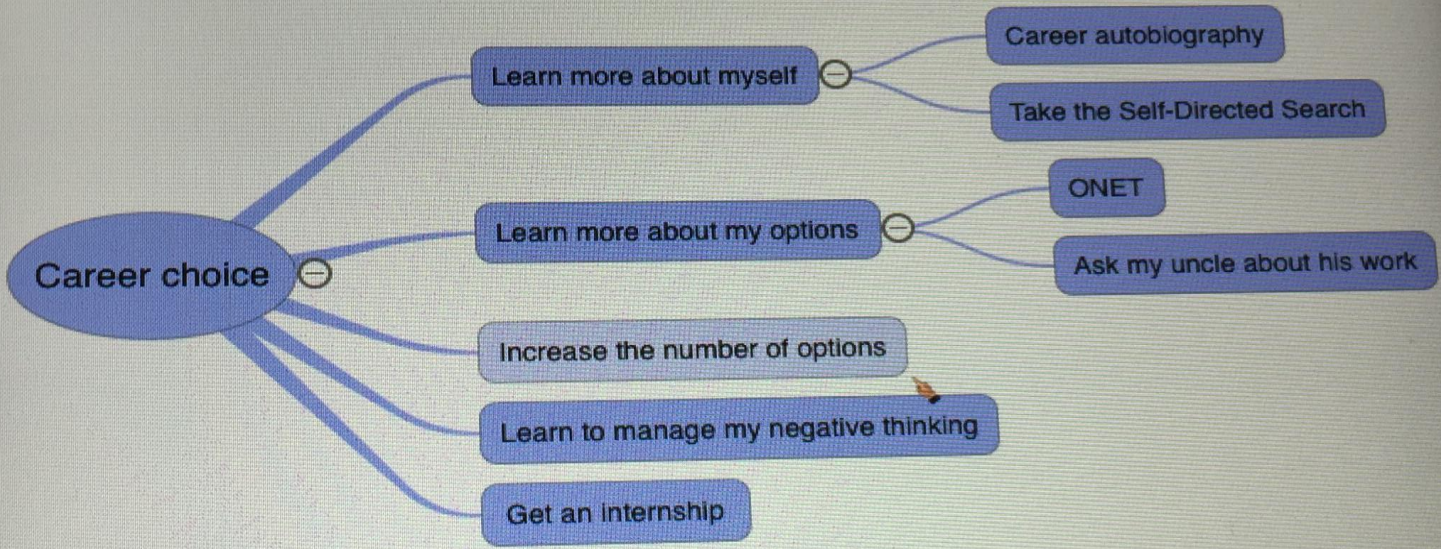 Career choice
Learn more about myself
Career autobiography
Take the Self-Directed Search
Learn more about my options
ONET
Ask my uncle about his work
Increase the number of options
Learn to manage my negative thinking
Get an internship